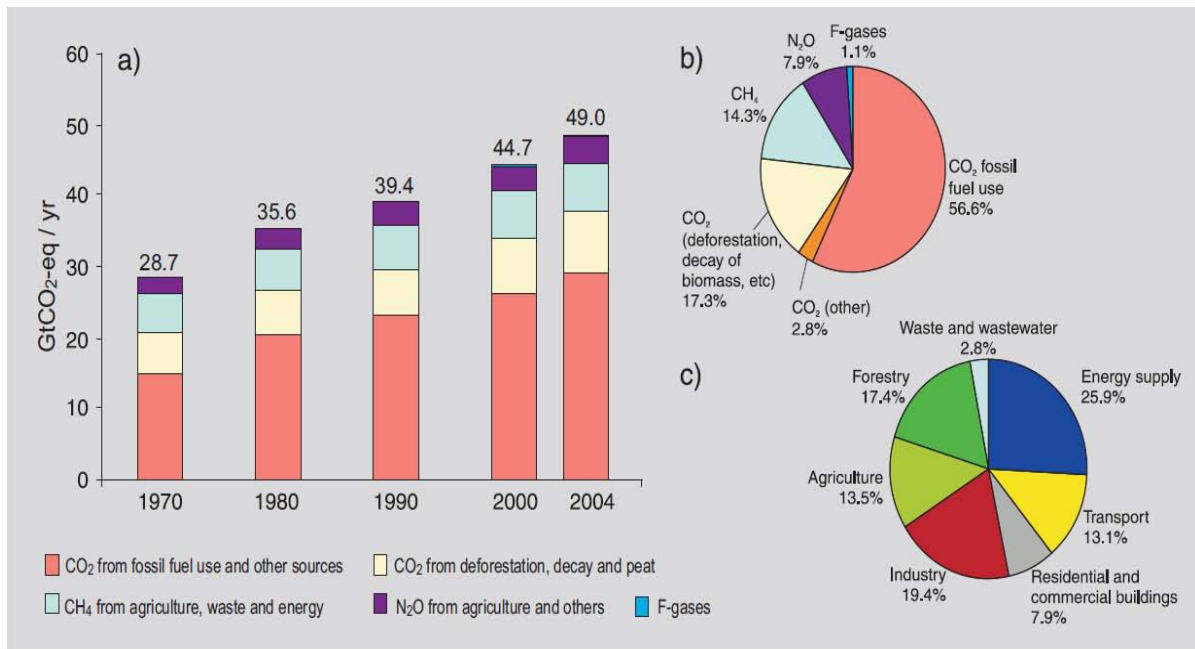 a)
GtCO₂-eq / yr
60
50
40
30
20
10
0
28.7
35.6
39.4
44.7
49.0
1970
1980
1990
2000
2004
CO₂ from fossil fuel use and other sources
CO₂ from deforestation, decay and peat
CH₄ from agriculture, waste and energy
N₂O from agriculture and others
F-gases
b)
F-gases
1.1%
N₂O
7.9%
CH₄
14.3%
CO₂ fossil
fuel use
56.6%
CO₂
(deforestation,
decay of
biomass, etc)
17.3%
CO₂ (other)
2.8%
c)
Waste and wastewater
2.8%
Forestry
17.4%
Energy supply
25.9%
Agriculture
13.5%
Transport
13.1%
Industry
19.4%
Residential and
commercial buildings
7.9%